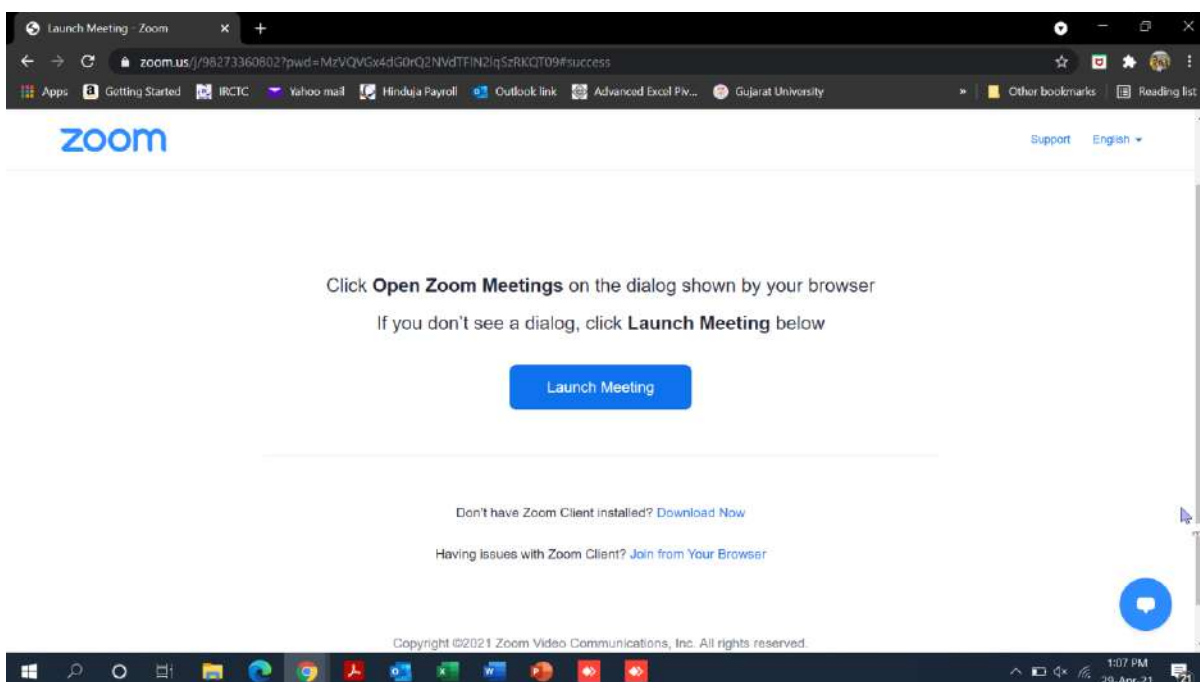 Launch Meeting - Zoom
zoom.us/j/98273360802?pwd=MzVQVGx4dG0rQ2NVdTFIN2lqSzRKQT09#success
Apps Getting Started IRCTC Yahoo mail Hinduja Payroll Outlook link Advanced Excel Piv... Gujarat University » Other bookmarks Reading list
zoom Support English
Click Open Zoom Meetings on the dialog shown by your browser
If you don't see a dialog, click Launch Meeting below
Launch Meeting
Don't have Zoom Client installed? Download Now
Having issues with Zoom Client? Join from Your Browser
Copyright ©2021 Zoom Video Communications, Inc. All rights reserved.
1:07 PM
29-Apr-21